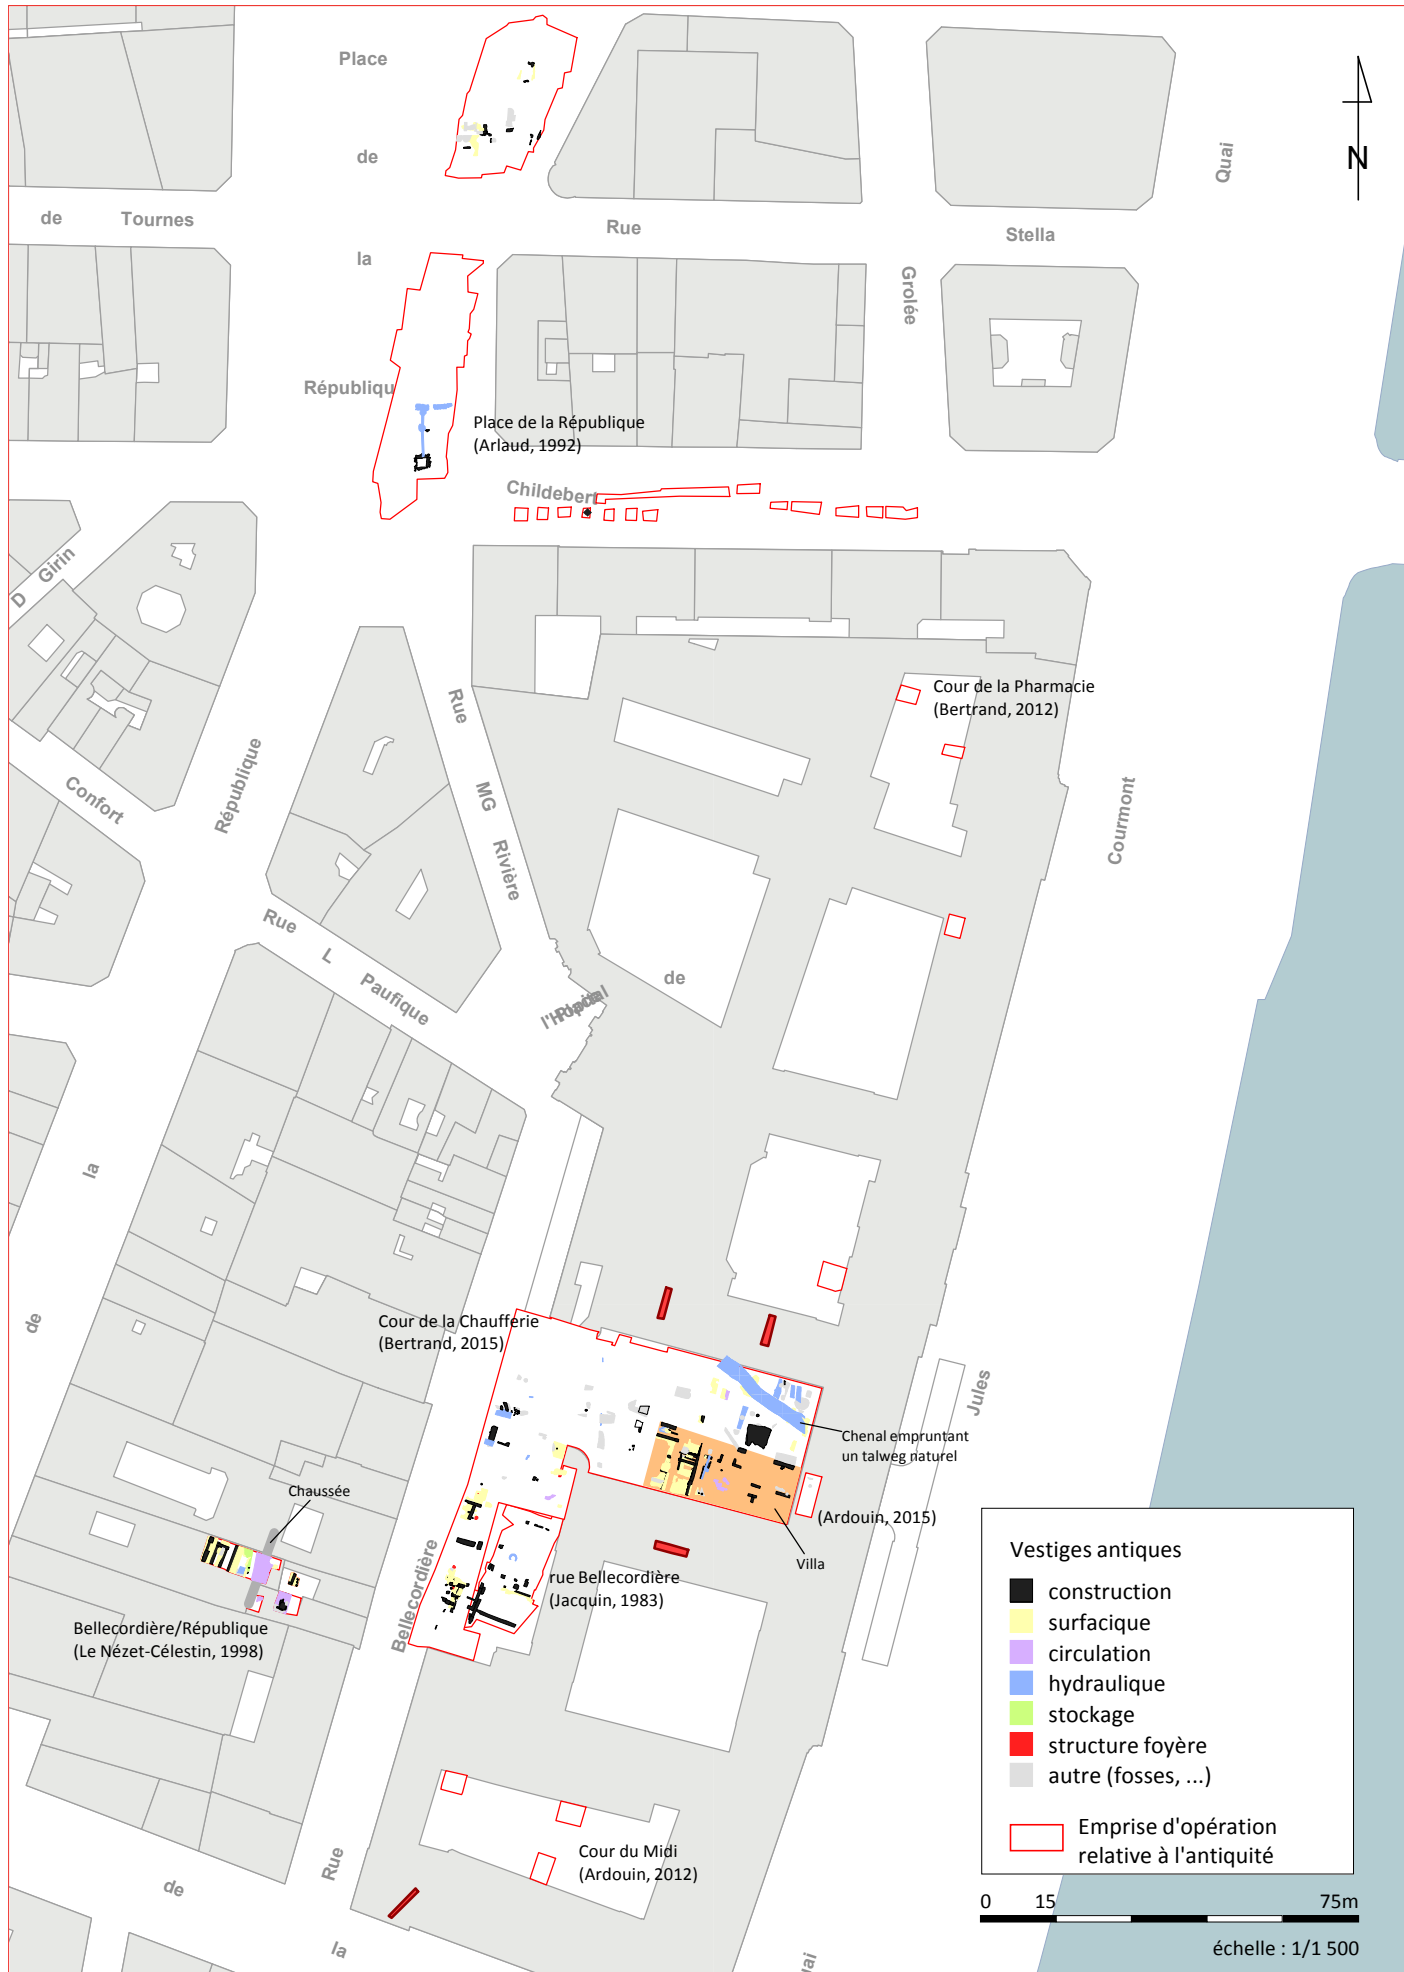 Place
de
la
Républiqu
de Tournes
Rue Stella
Quai
N
Grolée
Place de la République
(Arlaud, 1992)
Childebert
D Girin
Confort
République
Rue MG Rivière
Cour de la Pharmacie
(Bertrand, 2012)
Courmont
Rue L Paufique
de
la
de
Cour de la Chaufferie
(Bertrand, 2015)
Jules
Chenal empruntant
un talweg naturel
Chaussée
(Ardouin, 2015)
Villa
Bellecordière
rue Bellecordière
(Jacquin, 1983)
Bellecordière/République
(Le Nézet-Célestin, 1998)
Cour du Midi
(Ardouin, 2012)
Rue
de
la
Vestiges antiques
construction
surfacique
circulation
hydraulique
stockage
structure foyère
autre (fosses, ...)
Emprise d'opération
relative à l'antiquité
0 15 75m
échelle : 1/1 500